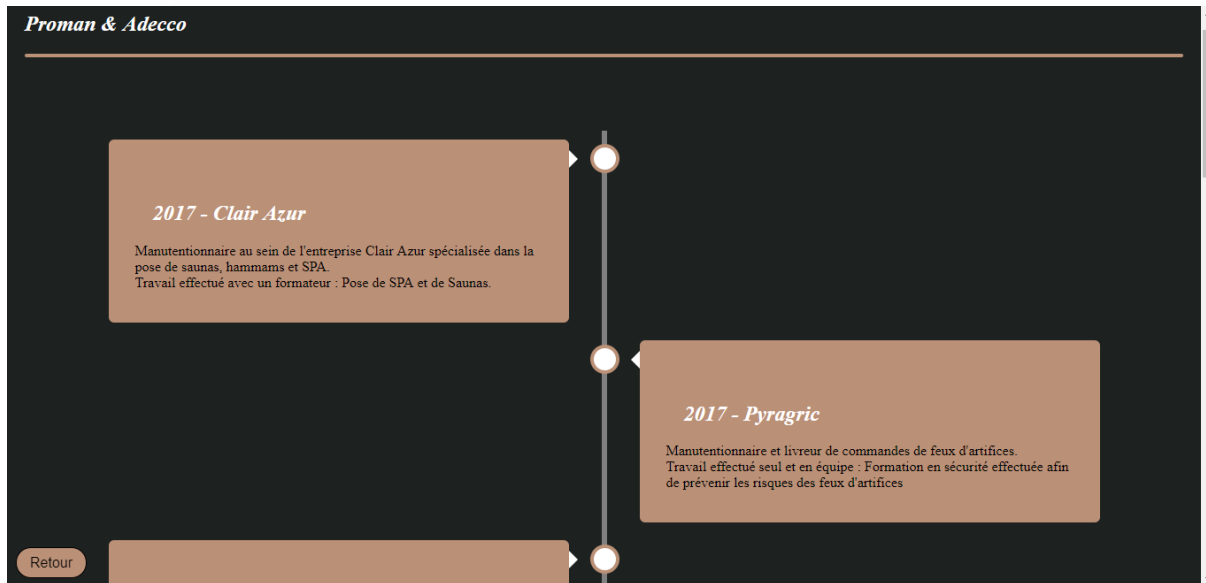 Proman & Adecco
2017 - Clair Azur
Manutentionnaire au sein de l'entreprise Clair Azur spécialisée dans la
pose de saunas, hammams et SPA.
Travail effectué avec un formateur : Pose de SPA et de Saunas.
2017 - Pyragric
Manutentionnaire et livreur de commandes de feux d'artifices.
Travail effectué seul et en équipe : Formation en sécurité effectuée afin
de prévenir les risques des feux d'artifices
Retour